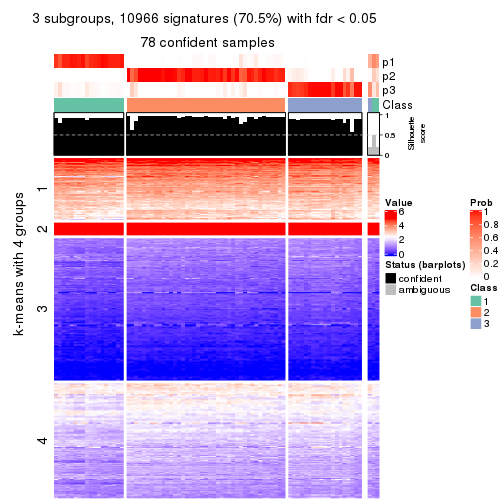 3 subgroups, 10966 signatures (70.5%) with fdr < 0.05
78 confident samples
p1
p2
p3
Class
1
0.5
0
Silhouette
score
k-means with 4 groups
1
2
3
4
Value
6
4
2
0
Status (barplots)
confident
ambiguous
Prob
1
0.8
0.6
0.4
0.2
0
Class
1
2
3